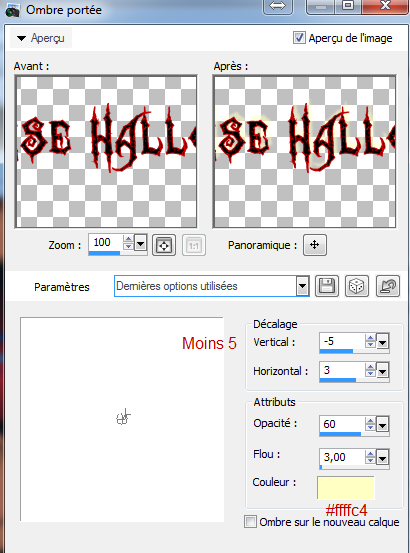 Ombre portée
Aperçu
Aperçu de l'image
Avant :
Après :
SE HALL
SE HALLO
Zoom :
100
1:1
Panoramique :
Paramètres
Dernières options utilisées
Moins 5
Décalage
Vertical :
-5
Horizontal :
3
Attributs
Opacité :
60
Flou :
3,00
Couleur :
#ffffc4
Ombre sur le nouveau calque